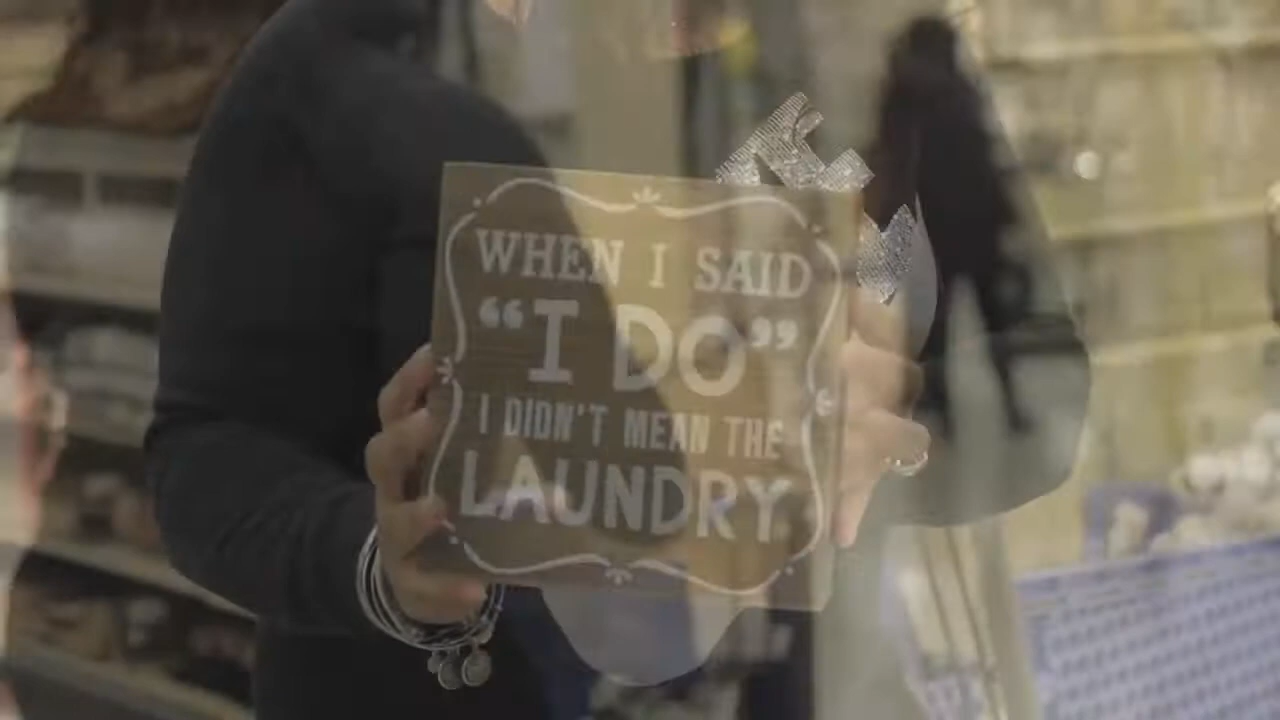 WHEN I SAID
“I DO”
I DIDN'T MEAN THE
LAUNDRY